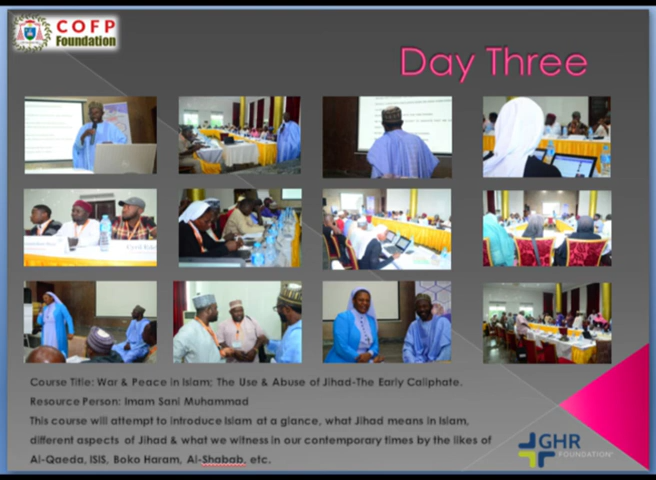 COFP
Foundation
Day Three
Course Title: War & Peace in Islam; The Use & Abuse of Jihad-The Early Caliphate.
Resource Person: Imam Sani Muhammad
This course will attempt to introduce Islam at a glance, what Jihad means in Islam,
different aspects of Jihad & what we witness in our contemporary times by the likes of
Al-Qaeda, ISIS, Boko Haram, Al-Shabab, etc.
GHR
FOUNDATION